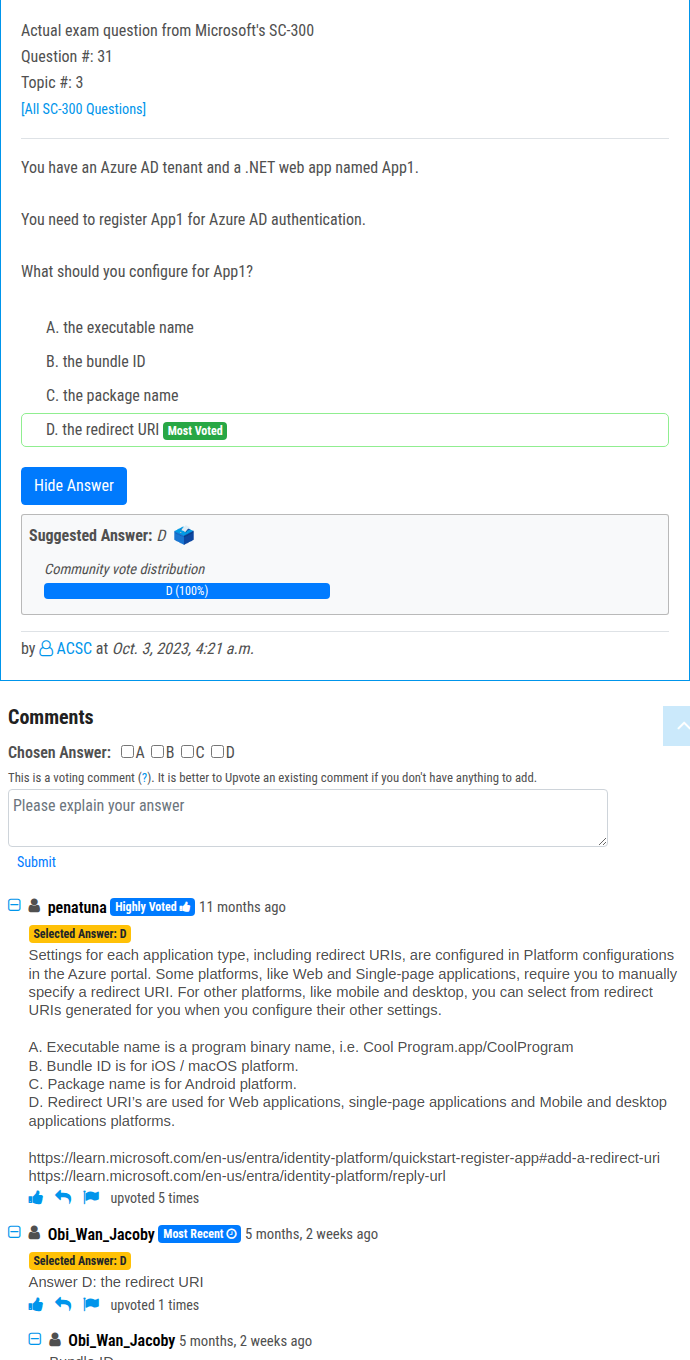 Actual exam question from Microsoft's SC-300
Question #: 31
Topic #: 3
[All SC-300 Questions]
You have an Azure AD tenant and a .NET web app named App1.
You need to register App1 for Azure AD authentication.
What should you configure for App1?
A. the executable name
B. the bundle ID
C. the package name
D. the redirect URI Most Voted
Hide Answer
Suggested Answer: D
Community vote distribution
D (100%)
by ACSC at Oct. 3, 2023, 4:21 a.m.
Comments
Chosen Answer: A B C D
This is a voting comment (?). It is better to Upvote an existing comment if you don't have anything to add.
Please explain your answer
Submit
penatuna Highly Voted 11 months ago
Selected Answer: D
Settings for each application type, including redirect URIs, are configured in Platform configurations
in the Azure portal. Some platforms, like Web and Single-page applications, require you to manually
specify a redirect URI. For other platforms, like mobile and desktop, you can select from redirect
URIs generated for you when you configure their other settings.
A. Executable name is a program binary name, i.e. Cool Program.app/CoolProgram
B. Bundle ID is for iOS / macOS platform.
C. Package name is for Android platform.
D. Redirect URI's are used for Web applications, single-page applications and Mobile and desktop
applications platforms.
https://learn.microsoft.com/en-us/entra/identity-platform/quickstart-register-app#add-a-redirect-uri
https://learn.microsoft.com/en-us/entra/identity-platform/reply-url
upvoted 5 times
Obi_Wan_Jacoby Most Recent 5 months, 2 weeks ago
Selected Answer: D
Answer D: the redirect URI
upvoted 1 times
Obi_Wan_Jacoby 5 months, 2 weeks ago